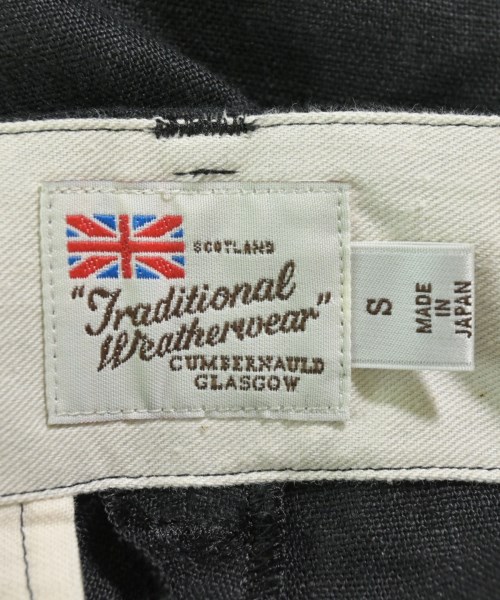 SCOTLAND
"Traditional
Weatherwear"
CUMBERNAULD
GLASGOW
S
MADE
IN
JAPAN